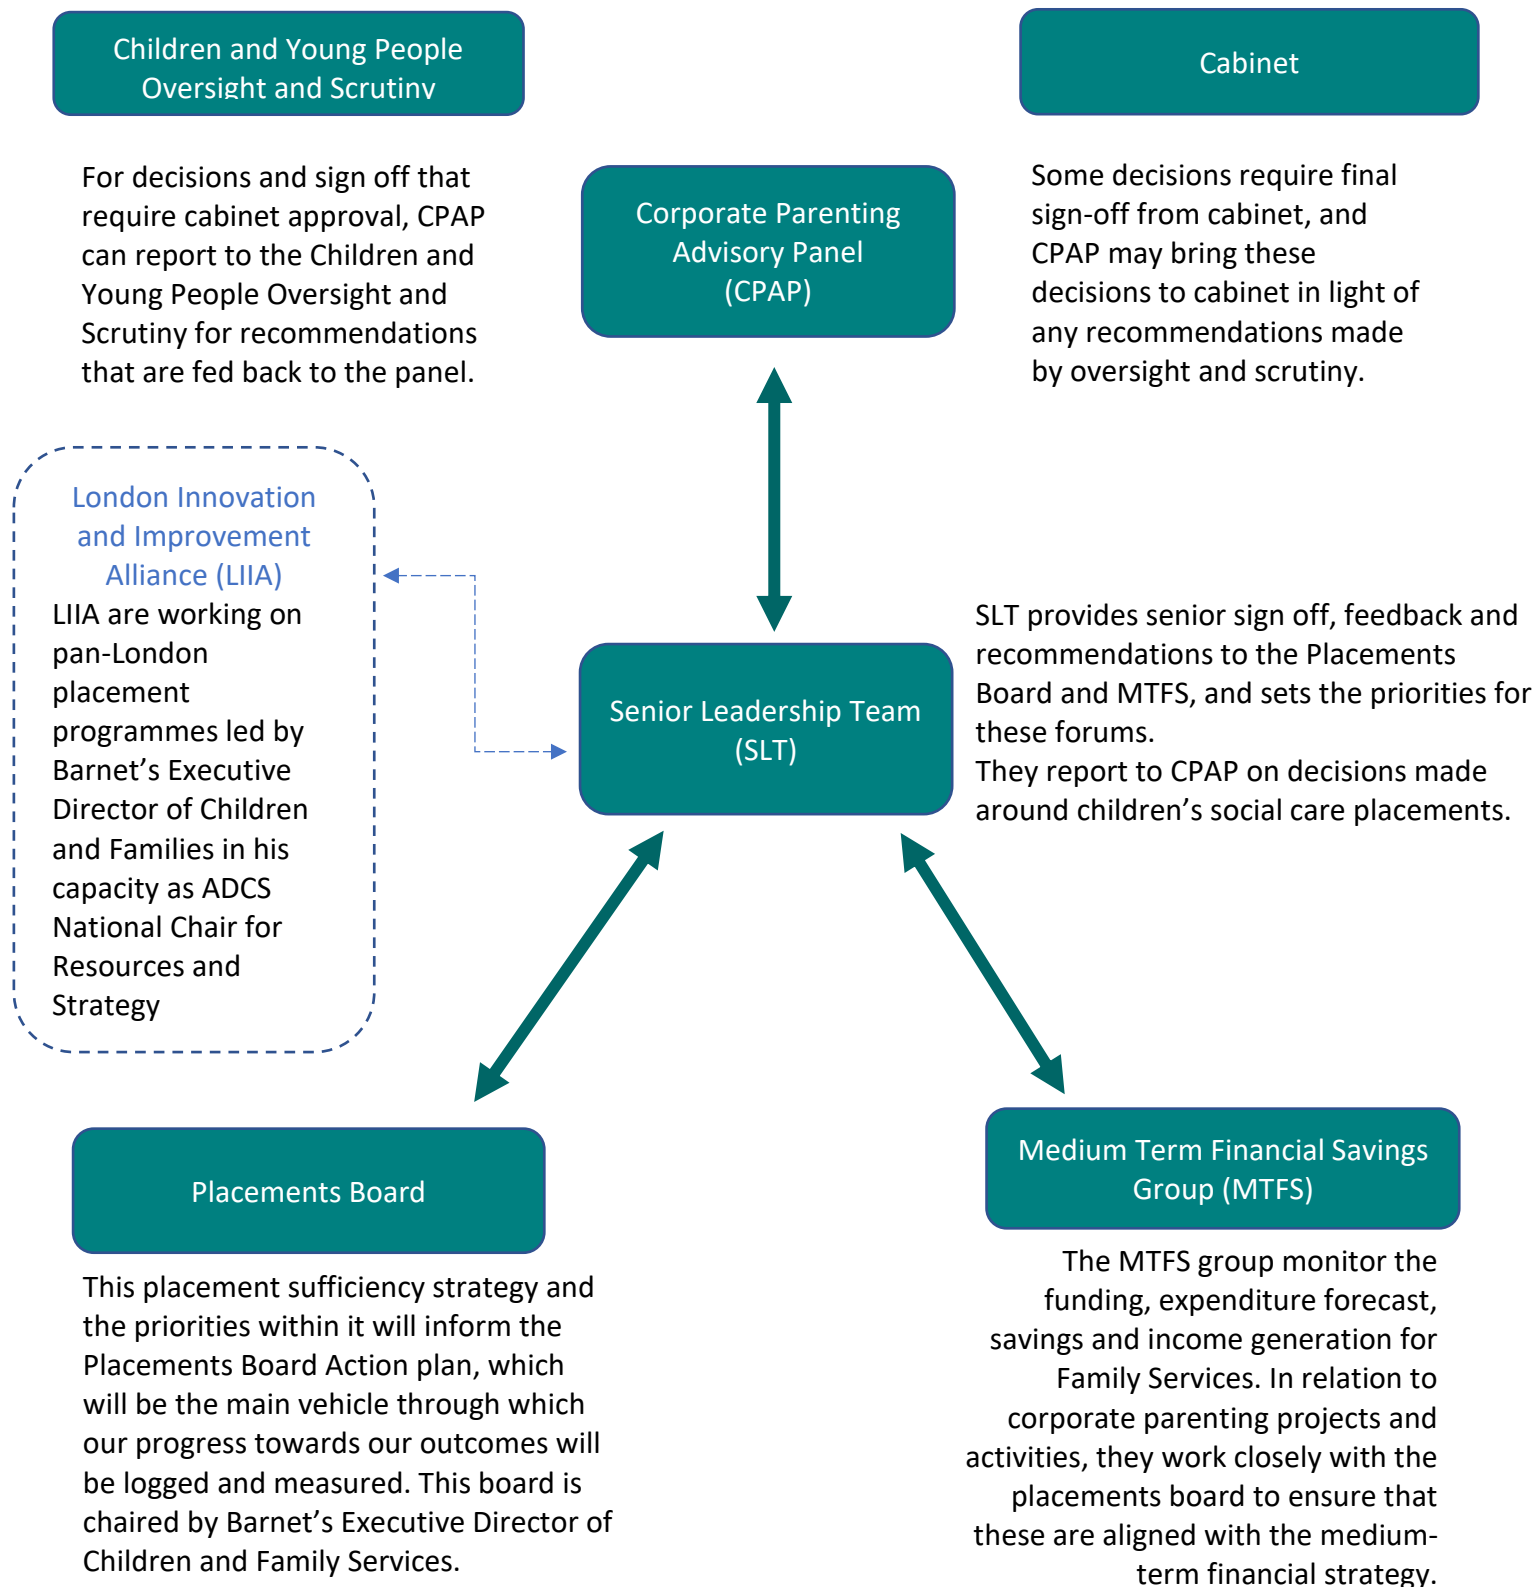 Children and Young People
Oversight and Scrutiny
For decisions and sign off that
require cabinet approval, CPAP
can report to the Children and
Young People Oversight and
Scrutiny for recommendations
that are fed back to the panel.
Corporate Parenting
Advisory Panel
(CPAP)
Cabinet
Some decisions require final
sign-off from cabinet, and
CPAP may bring these
decisions to cabinet in light of
any recommendations made
by oversight and scrutiny.
London Innovation
and Improvement
Alliance (LIIA)
LIIA are working on
pan-London
placement
programmes led by
Barnet’s Executive
Director of Children
and Families in his
capacity as ADCS
National Chair for
Resources and
Strategy
Senior Leadership Team
(SLT)
SLT provides senior sign off, feedback and
recommendations to the Placements
Board and MTFS, and sets the priorities for
these forums.
They report to CPAP on decisions made
around children’s social care placements.
Placements Board
This placement sufficiency strategy and
the priorities within it will inform the
Placements Board Action plan, which
will be the main vehicle through which
our progress towards our outcomes will
be logged and measured. This board is
chaired by Barnet’s Executive Director of
Children and Family Services.
Medium Term Financial Savings
Group (MTFS)
The MTFS group monitor the
funding, expenditure forecast,
savings and income generation for
Family Services. In relation to
corporate parenting projects and
activities, they work closely with the
placements board to ensure that
these are aligned with the medium-
term financial strategy.